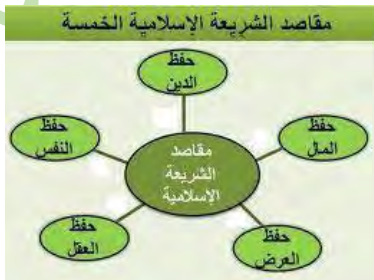 مقاصد الشريعة الإسلامية الخمسة
حفظ
الدين
حفظ
المال
حفظ
النفس
مقاصد
الشريعة
الإسلامية
حفظ
العرض
حفظ
العقل